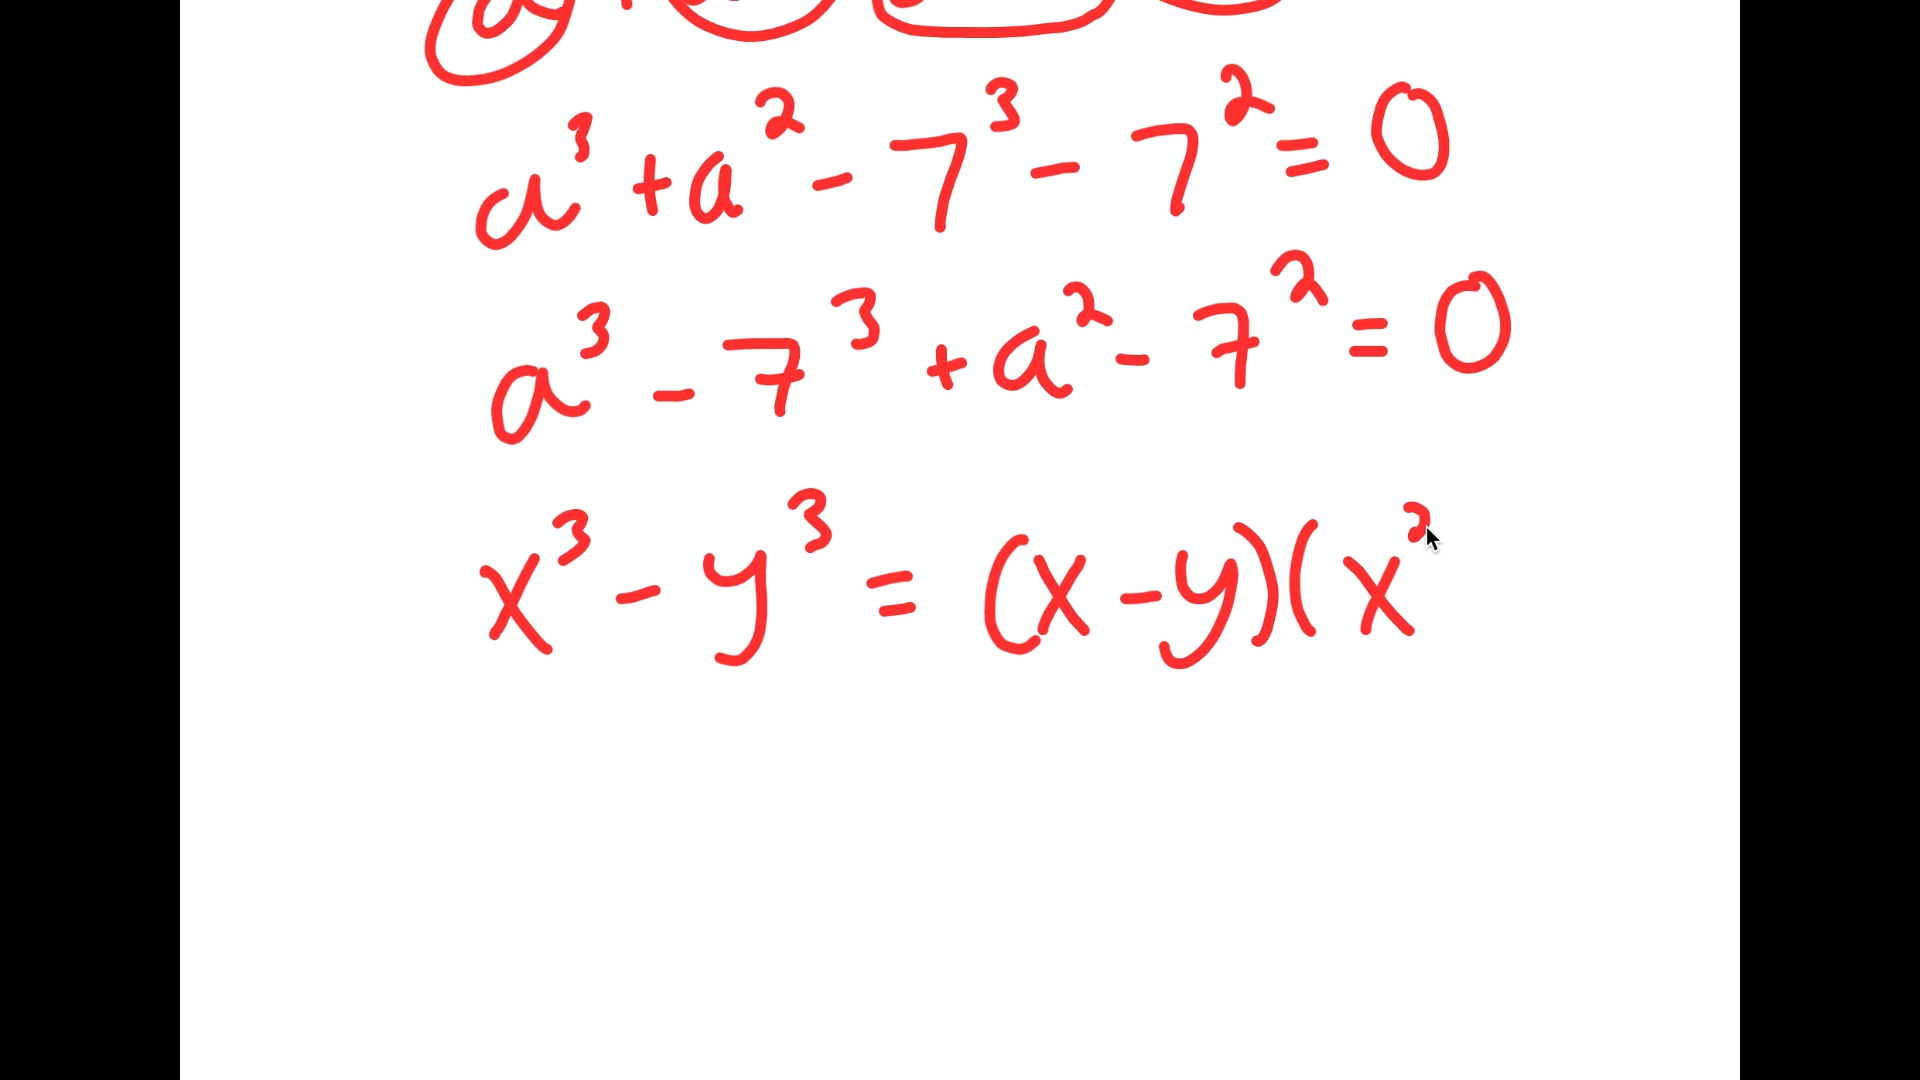 a³ + a² - 7³ - 7² = 0
a³ - 7³ + a² - 7² = 0
x³ - y³ = (x - y)(x²